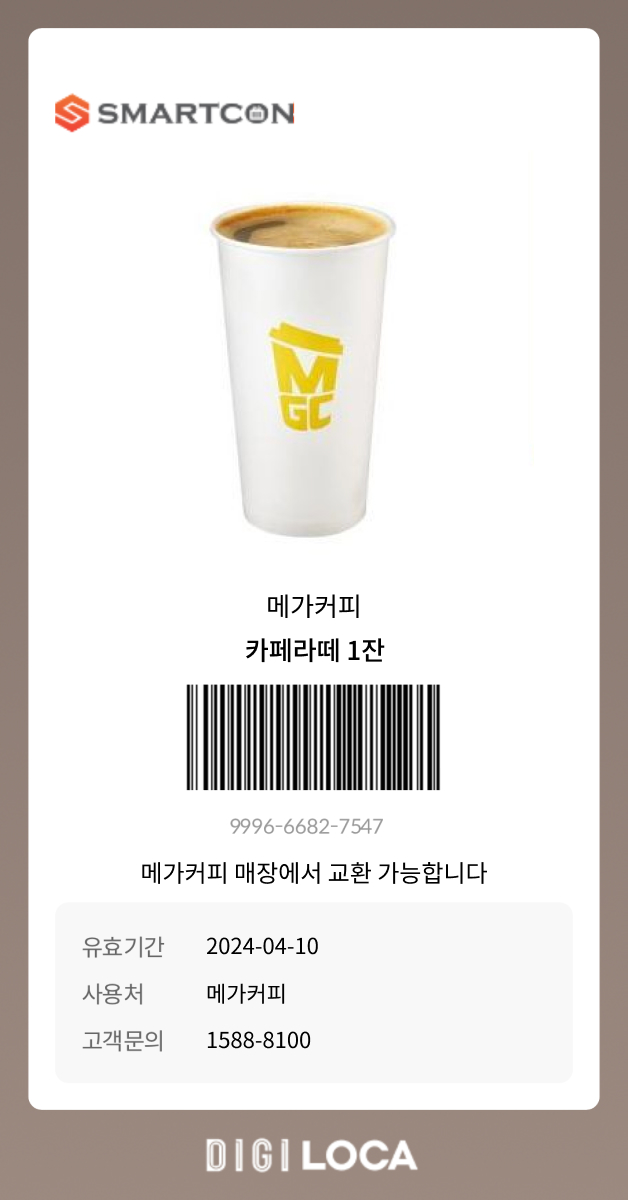 SMARTCON
M
GC
메가커피
카페라떼 1잔
9996-6682-7547
메가커피 매장에서 교환 가능합니다
유효기간 2024-04-10
사용처 메가커피
고객문의 1588-8100
DIGI LOCA